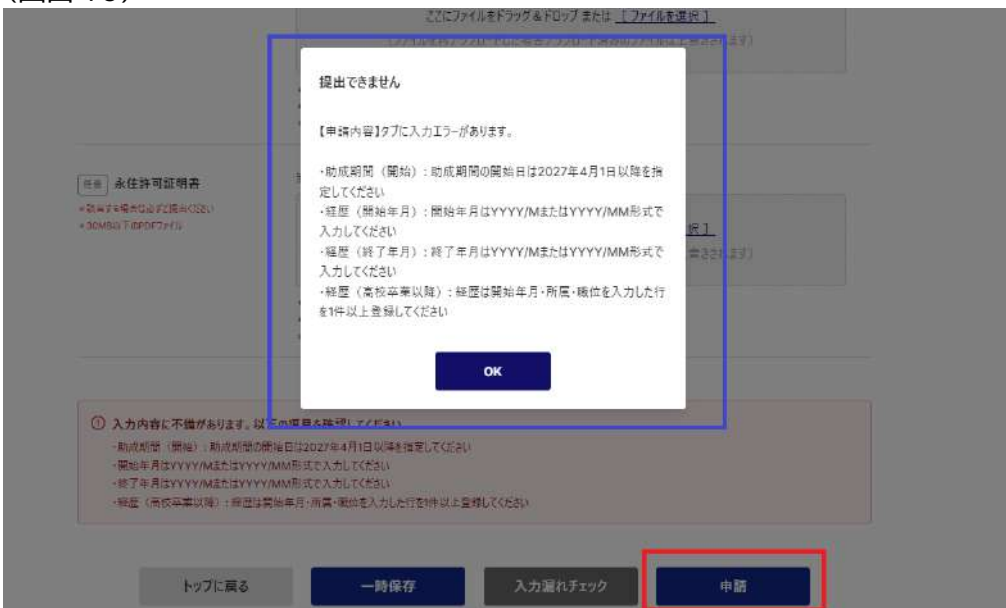 ここにファイルをドラッグ＆ドロップ または [ファイルを選択]
提出できません
【申請内容】タブに入力エラーがあります。
・助成期間（開始）: 助成期間の開始日は2027年4月1日以降を指
定してください
・経歴（開始年月）: 開始年月はYYYY/MまたはYYYY/MM形式で
入力してください
・経歴（終了年月）: 終了年月はYYYY/MまたはYYYY/MM形式で
入力してください
・経歴（高校卒業以降）: 経歴は開始年月・所属・職位を入力した行
を1件以上登録してください
OK
任意 永住許可証明書
＊該当する場合は必ずご提出ください
＊30MB以下のPDFファイル
択]
入力内容に不備があります。以下の項目を確認してください
・助成期間（開始）: 助成期間の開始日は2027年4月1日以降を指定してください
・開始年月はYYYY/MまたはYYYY/MM形式で入力してください
・終了年月はYYYY/MまたはYYYY/MM形式で入力してください
・経歴（高校卒業以降）: 経歴は開始年月・所属・職位を入力した行を1件以上登録してください
トップに戻る 一時保存 入力漏れチェック 申請